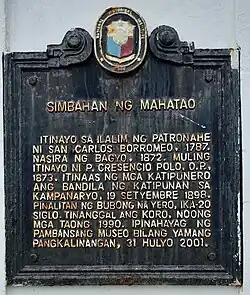 SIMBAHAN NG MAHATAO
ITINAYO SA ILALIM NG PATRONAHE
NI SAN CARLOS BORROMEO, 1787.
NASIRA NG BAGYO, 1872. MULING
ITINAYO NI P. CRESENCIO POLO, O.P.,
1873. ITINAAS NG MGA KATIPUNERO
ANG BANDILA NG KATIPUNAN SA
KAMPANARYO, 19 SETYEMBRE 1898.
PINALITAN NG BUBONG NA YERO, IKA-20
SIGLO. TINANGGAL ANG KORO, NOONG
MGA TAONG 1990. IPINAHAYAG NG
PAMBANSANG MUSEO BILANG YAMANG
PANGKALINANGAN, 31 HULYO 2001.